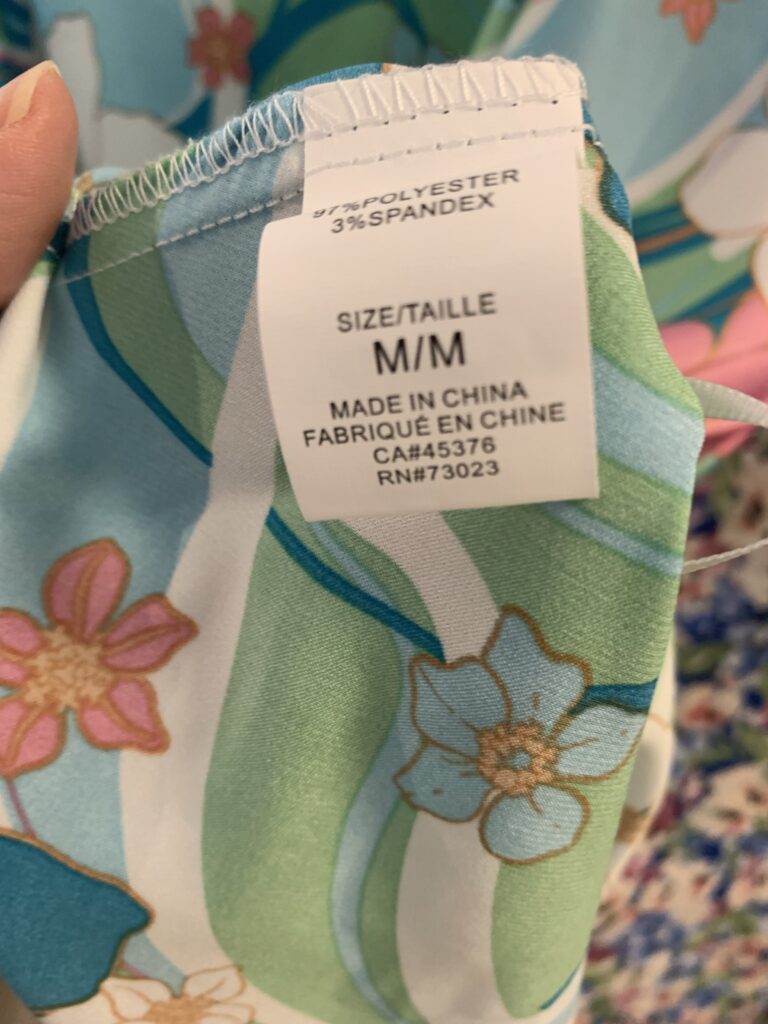 97%POLYESTER
3%SPANDEX
SIZE/TAILLE
M/M
MADE IN CHINA
FABRIQUÉ EN CHINE
CA#45376
RN#73023